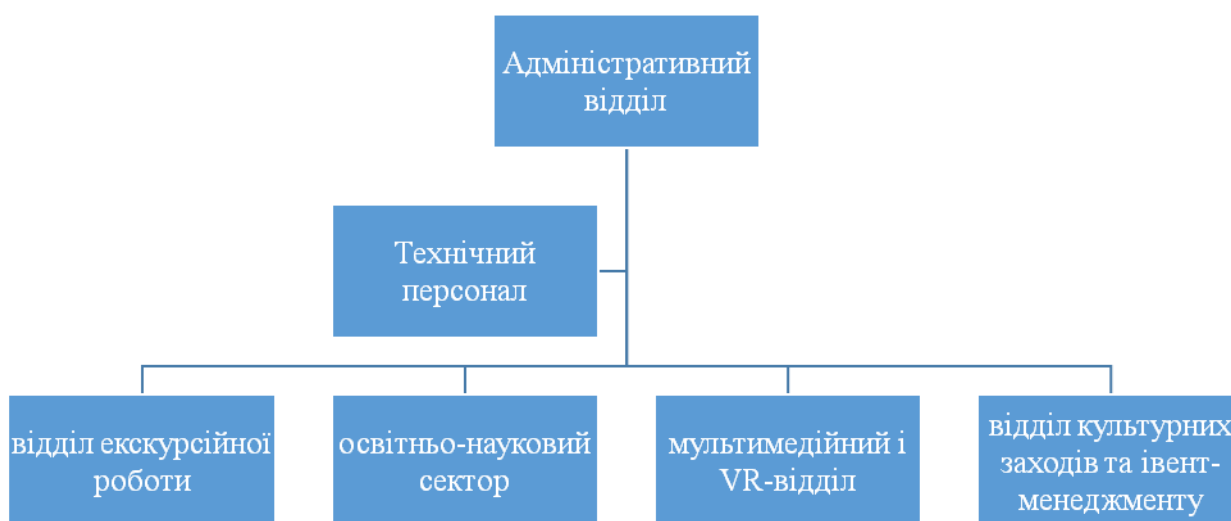 Адміністративний
відділ
Технічний
персонал
відділ екскурсійної
роботи
освітньо-науковий
сектор
мультимедійний і
VR-відділ
відділ культурних
заходів та івент-
менеджменту